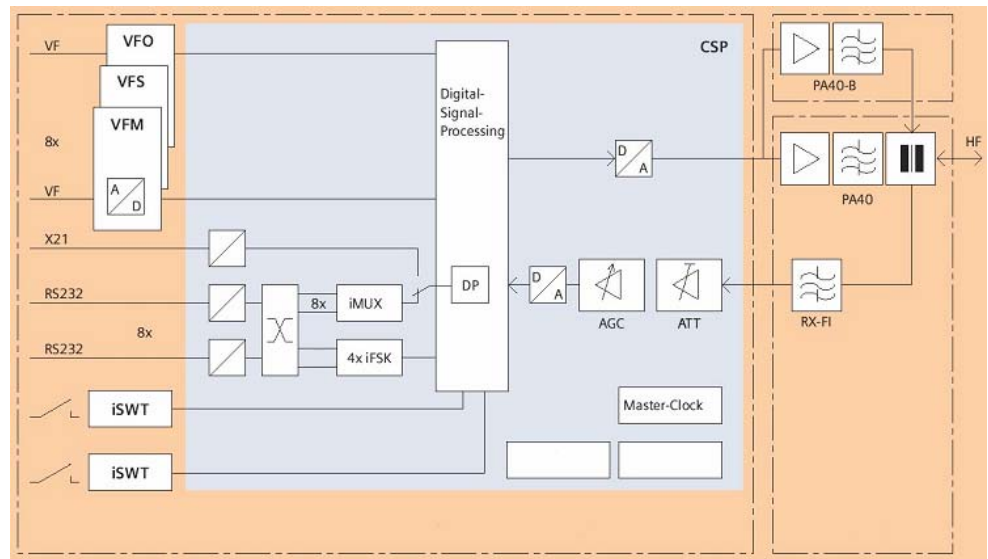 VF
VFO
VFS
VFM
8x
VF
A
D
X21
RS232
8x
RS232
8x
iMUX
4x iFSK
iSWT
iSWT
Digital-
Signal-
Processing
DP
CSP
D
A
D
A
AGC
ATT
Master-Clock
PA40-B
PA40
HF
RX-FI